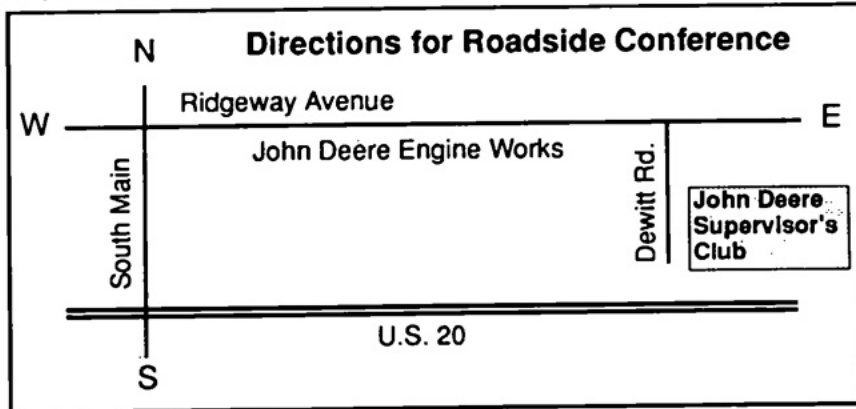 Directions for Roadside Conference
N
Ridgeway Avenue
W
E
John Deere Engine Works
South Main
Dewitt Rd.
John Deere
Supervisor's
Club
U.S. 20
S